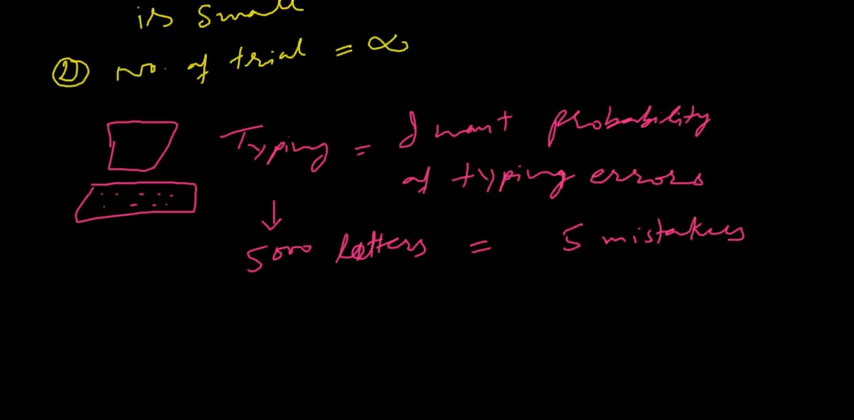 is small
② No. of trial = ∞
Typing = I want probability
of typing errors
↓
5000 Letters = 5 mistakes